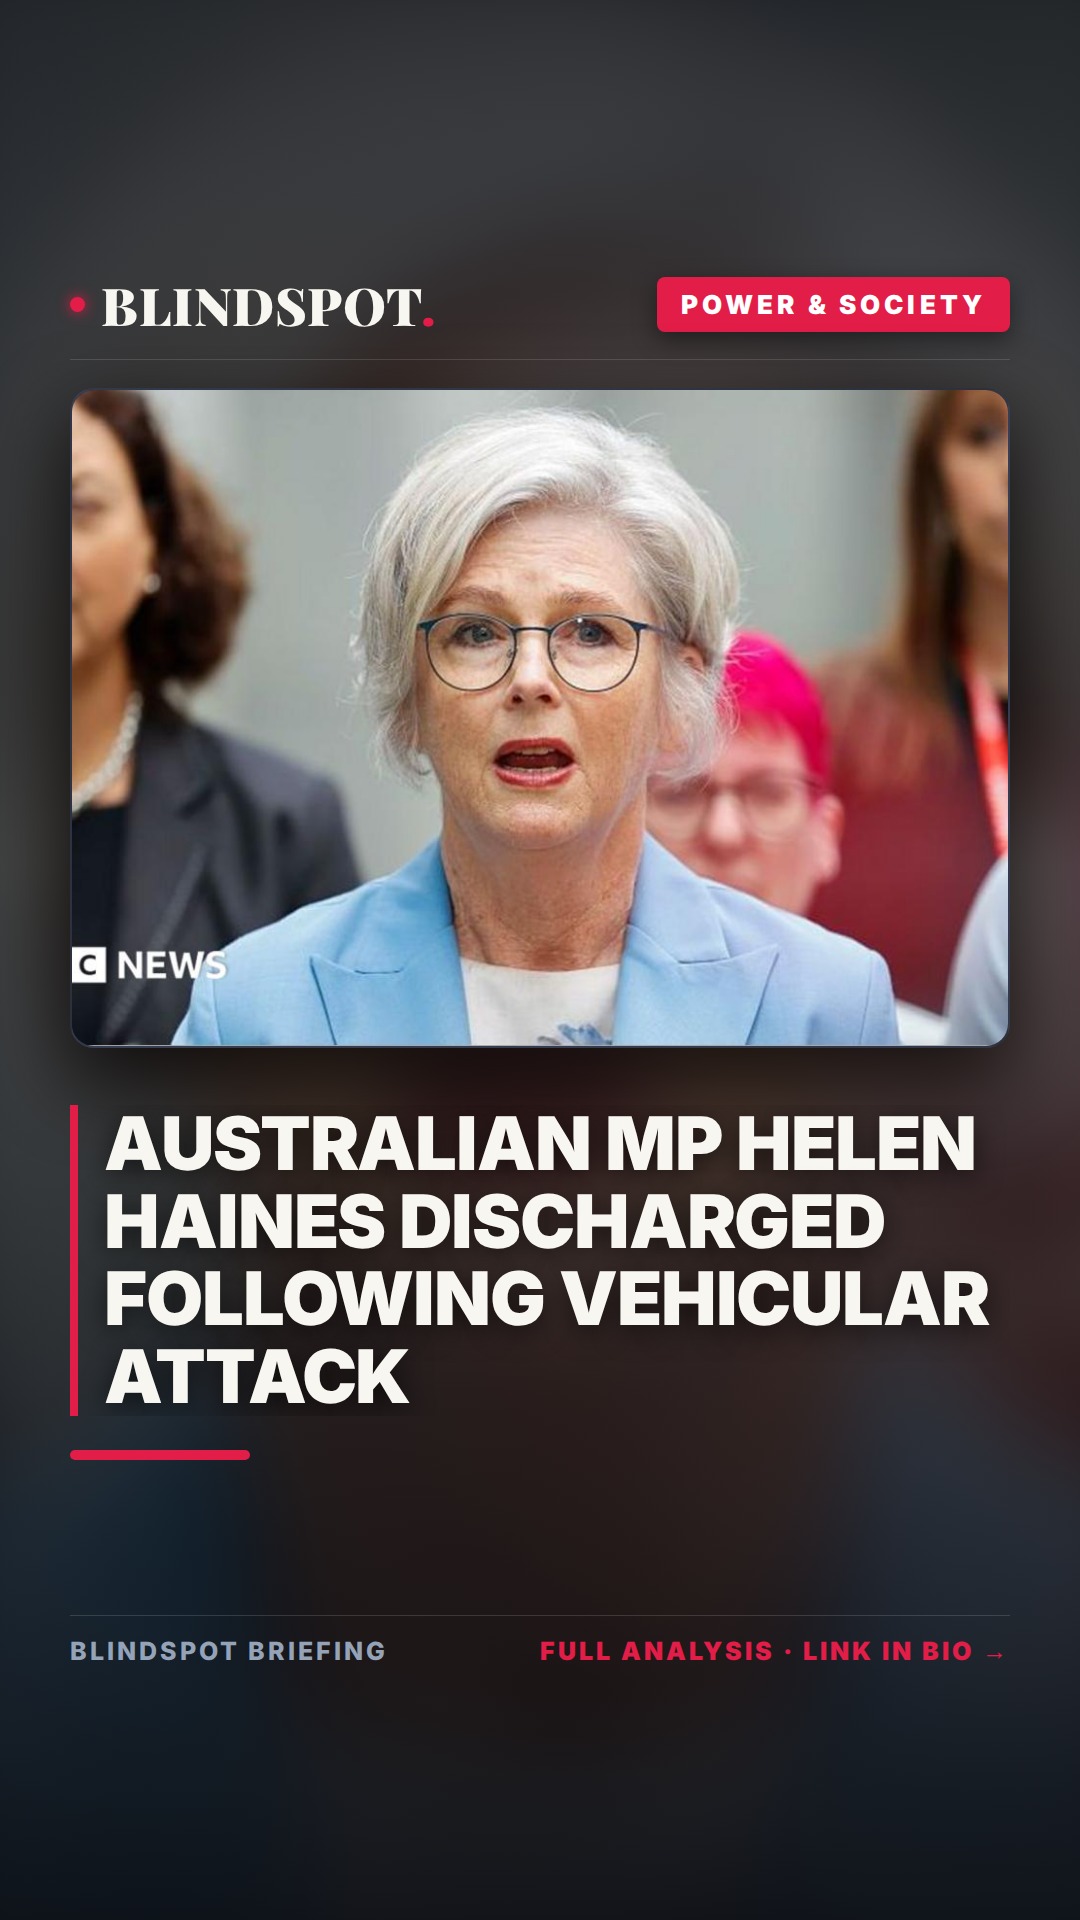 BLINDSPOT.
POWER & SOCIETY
C NEWS
AUSTRALIAN MP HELEN
HAINES DISCHARGED
FOLLOWING VEHICULAR
ATTACK
BLINDSPOT BRIEFING
FULL ANALYSIS · LINK IN BIO →